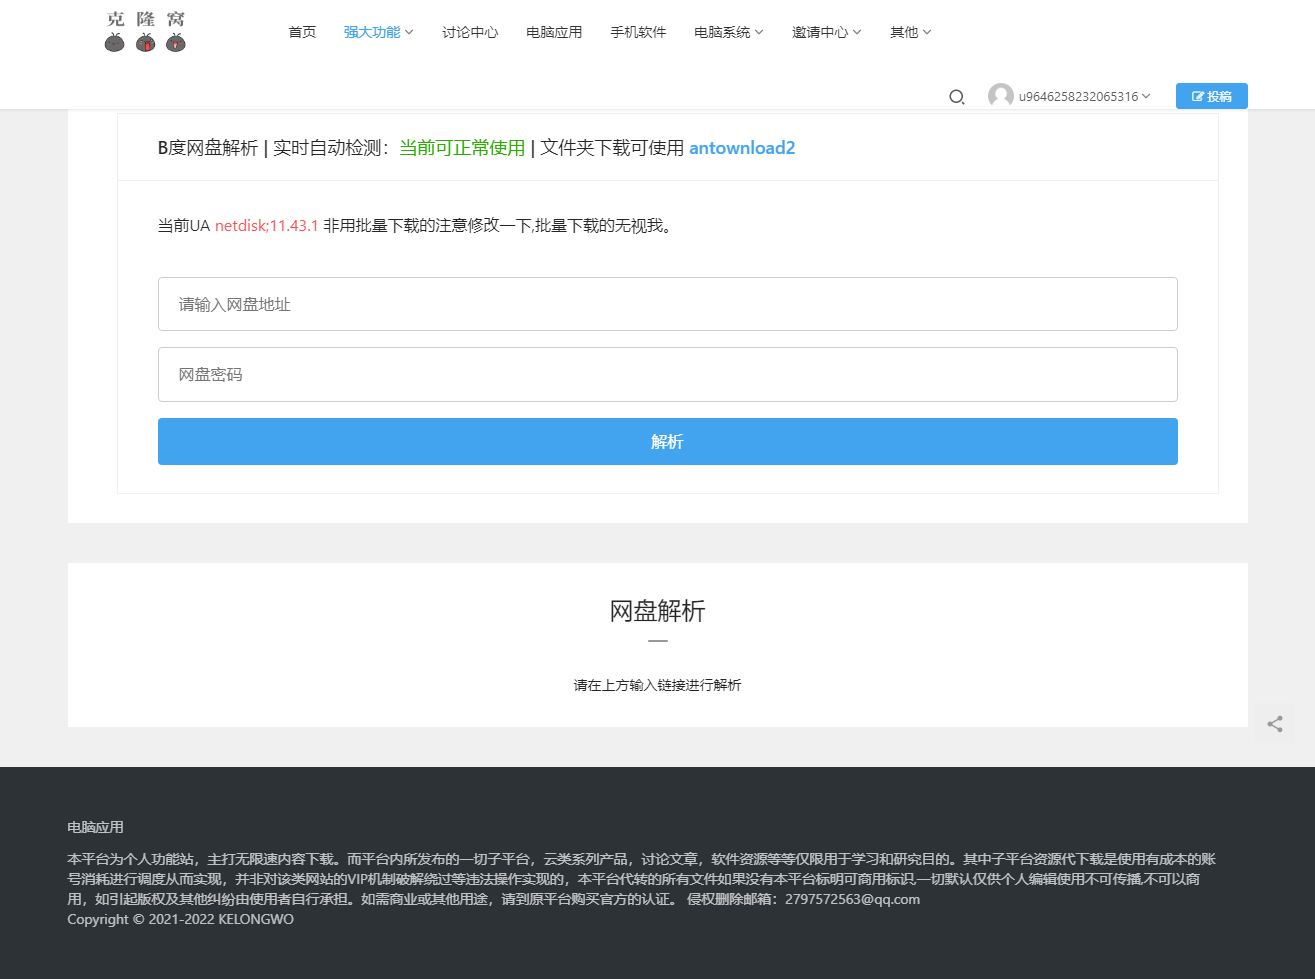 克 隆 窝
首页 强大功能 讨论中心 电脑应用 手机软件 电脑系统 邀请中心 其他
u9646258232065316 投稿
B度网盘解析 | 实时自动检测：当前可正常使用 | 文件夹下载可使用 antownload2
当前UA netdisk;11.43.1 非用批量下载的注意修改一下,批量下载的无视我。
请输入网盘地址
网盘密码
解析
网盘解析
请在上方输入链接进行解析
电脑应用
本平台为个人功能站，主打无限速内容下载。而平台内所发布的一切子平台，云类系列产品，讨论文章，软件资源等等仅限用于学习和研究目的。其中子平台资源代下载是使用有成本的账
号消耗进行调度从而实现，并非对该类网站的VIP机制破解绕过等违法操作实现的，本平台代转的所有文件如果没有本平台标明可商用标识,一切默认仅供个人编辑使用不可传播,不可以商
用，如引起版权及其他纠纷由使用者自行承担。如需商业或其他用途，请到原平台购买官方的认证。 侵权删除邮箱：2797572563@qq.com
Copyright © 2021-2022 KELONGWO